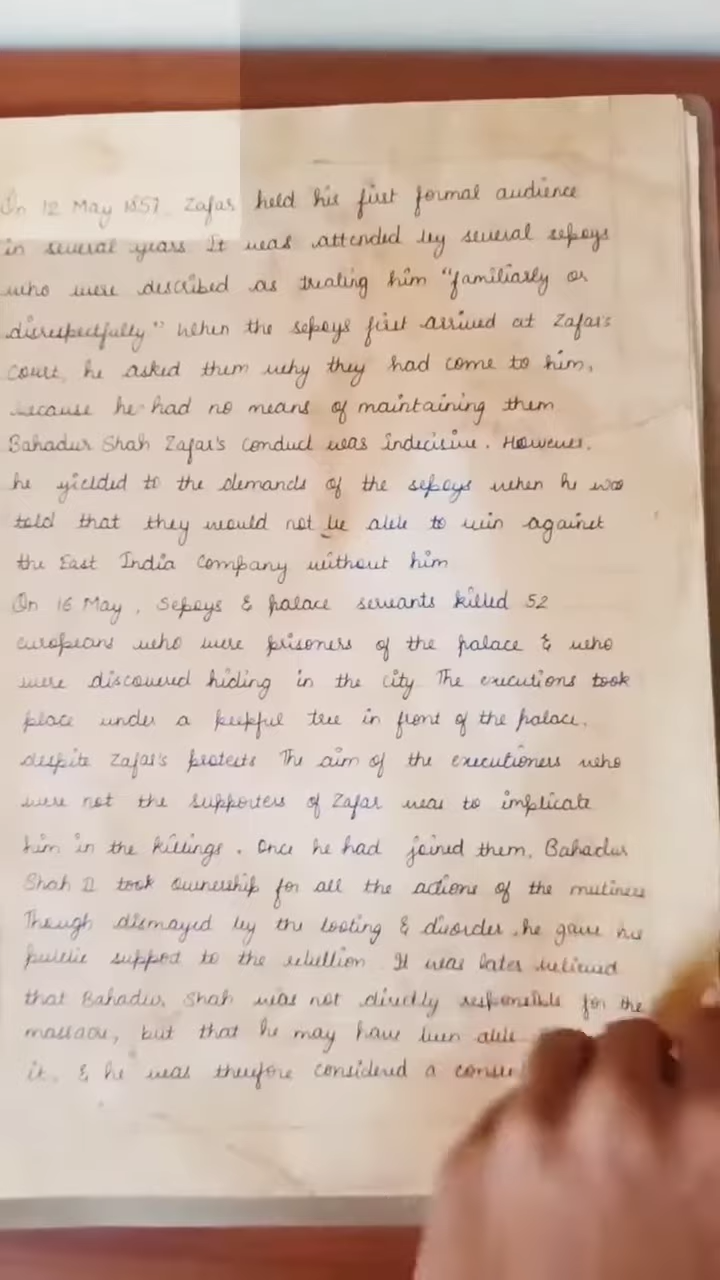 On 12 May 1857, Zafar held his first formal audience
in several years It was attended by several sepoys
who were described as treating him "familiarly or
disrespectfully" When the sepoys first arrived at Zafar's
Court, he asked them why they had come to him,
because he had no means of maintaining them
Bahadur Shah Zafar's conduct was indecisive. However,
he yielded to the demands of the sepoys when he was
told that they would not be able to win against
the East India Company without him
On 16 May, Sepoys & palace servants killed 52
europeans who were prisoners of the palace & who
were discovered hiding in the city The executions took
place under a peepful tree in front of the palace,
despite Zafar's protests The aim of the executioners who
were not the supporters of Zafar was to implicate
him in the killings. Once he had joined them, Bahadur
Shah II took ownership for all the actions of the mutineers
Though dismayed by the looting & disorder, he gave his
public support to the rebellion It was later believed
that Bahadur Shah was not directly responsible for the
massacre, but that he may have been able
it, & he was therefore considered a